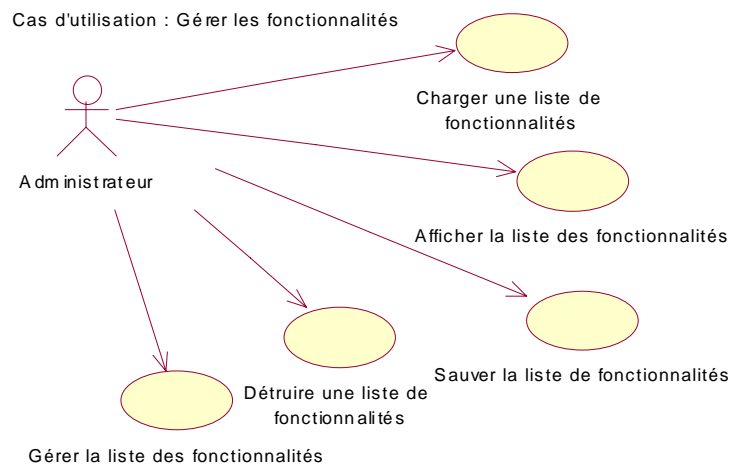 Cas d'utilisation : Gérer les fonctionnalités
Charger une liste de
fonctionnalités
Administrateur
Afficher la liste des fonctionnalités
Sauver la liste de fonctionnalités
Détruire une liste de
fonctionnalités
Gérer la liste des fonctionnalités